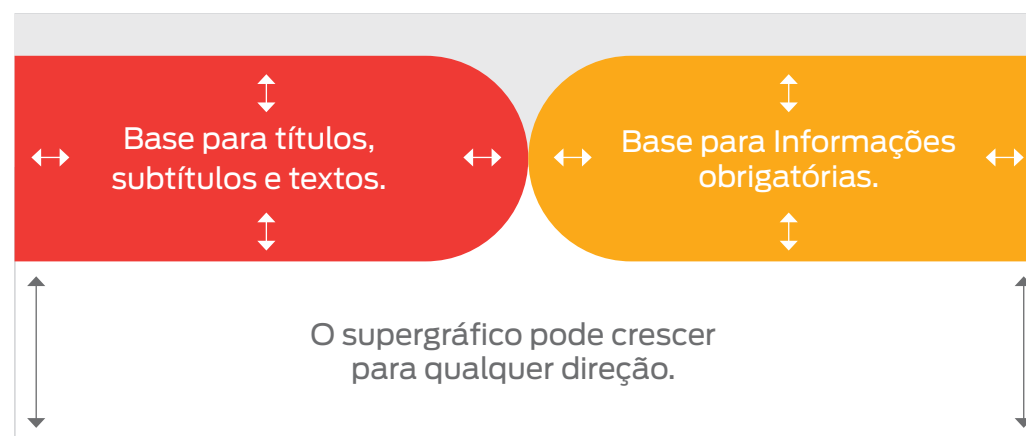 Base para títulos,
subtítulos e textos.
Base para Informações
obrigatórias.
O supergráfico pode crescer
para qualquer direção.